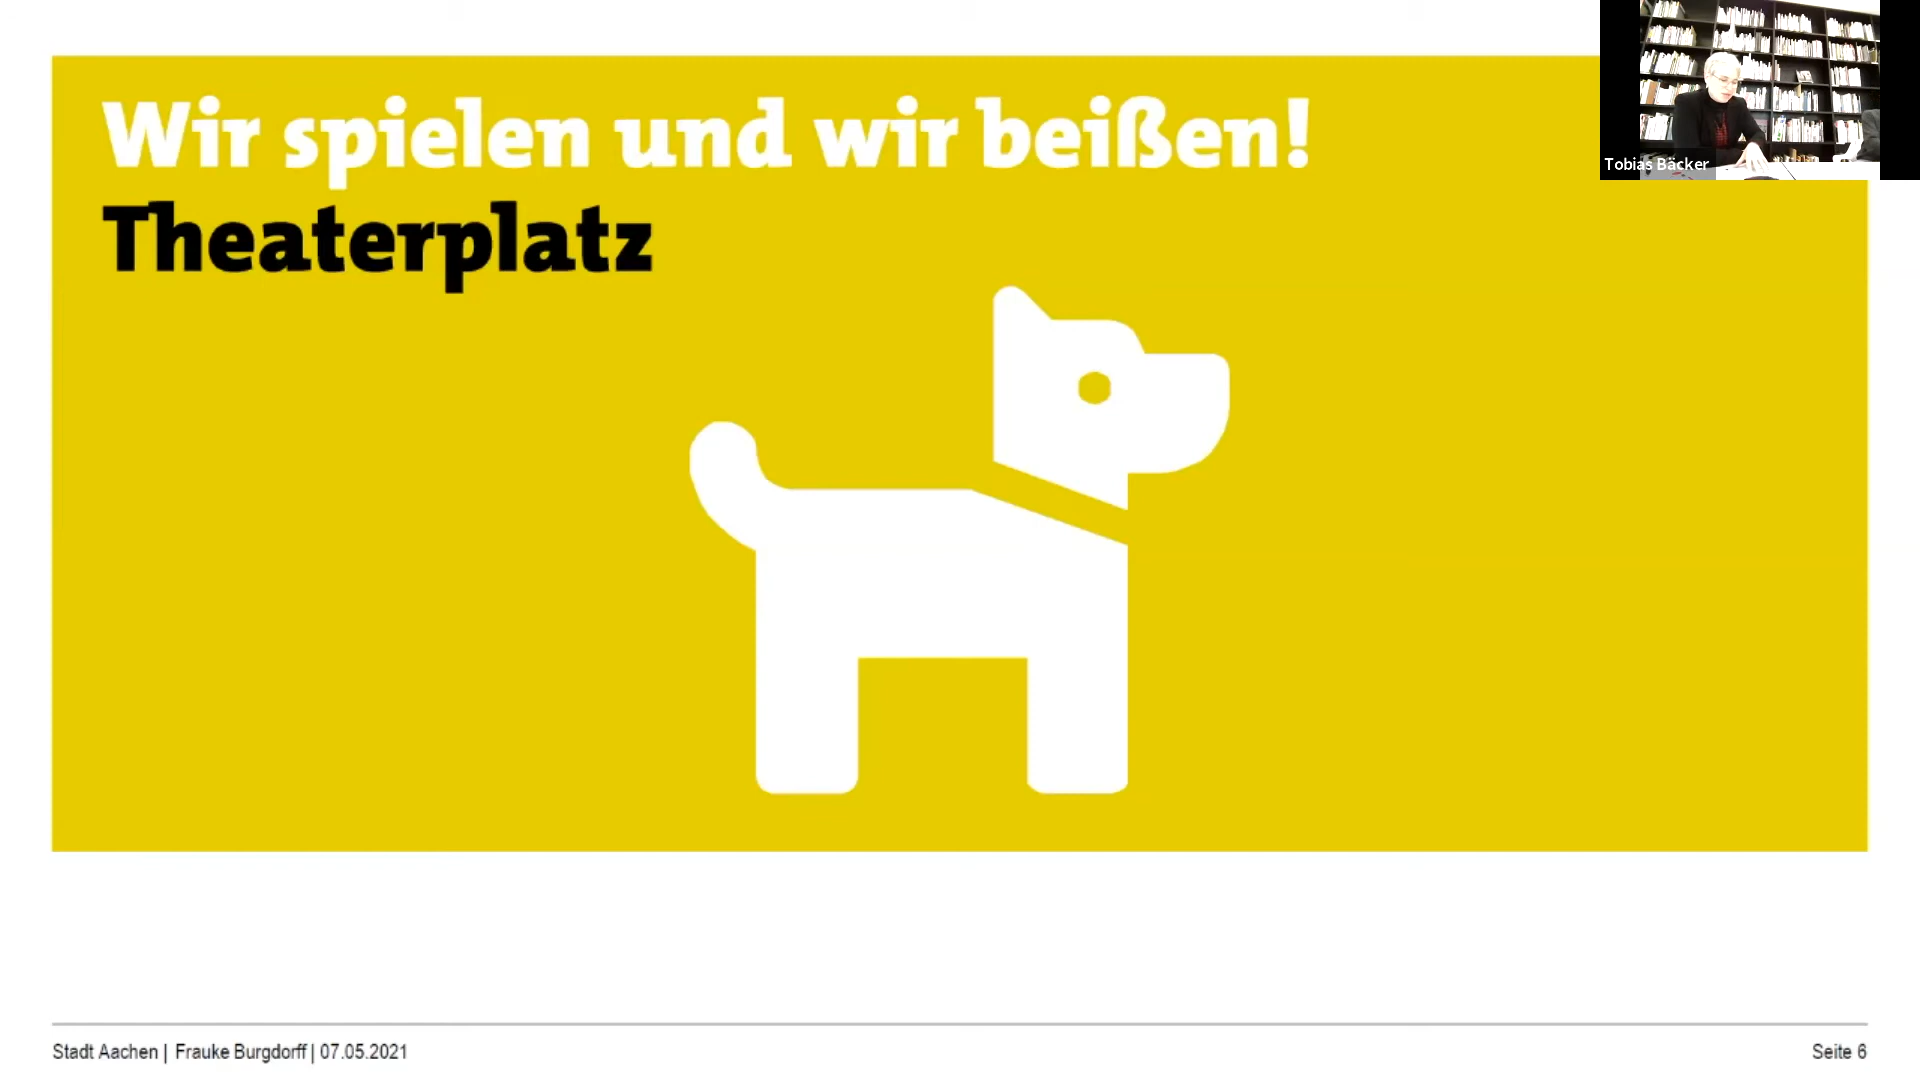 Wir spielen und wir beißen!
Theaterplatz
Tobias Bäcker
Stadt Aachen | Frauke Burgdorff | 07.05.2021
Seite 6